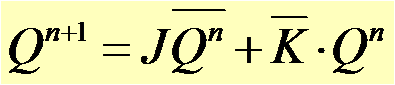 $Q^{n+1} = J\overline{Q^n} + \overline{K} \cdot Q^n$